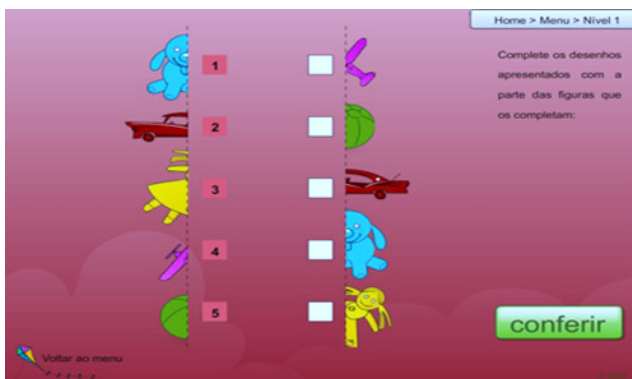 Home > Menu > Nível 1
Complete os desenhos
apresentados com a
parte das figuras que
os completam:
1
2
3
4
5
conferir
Voltar ao menu